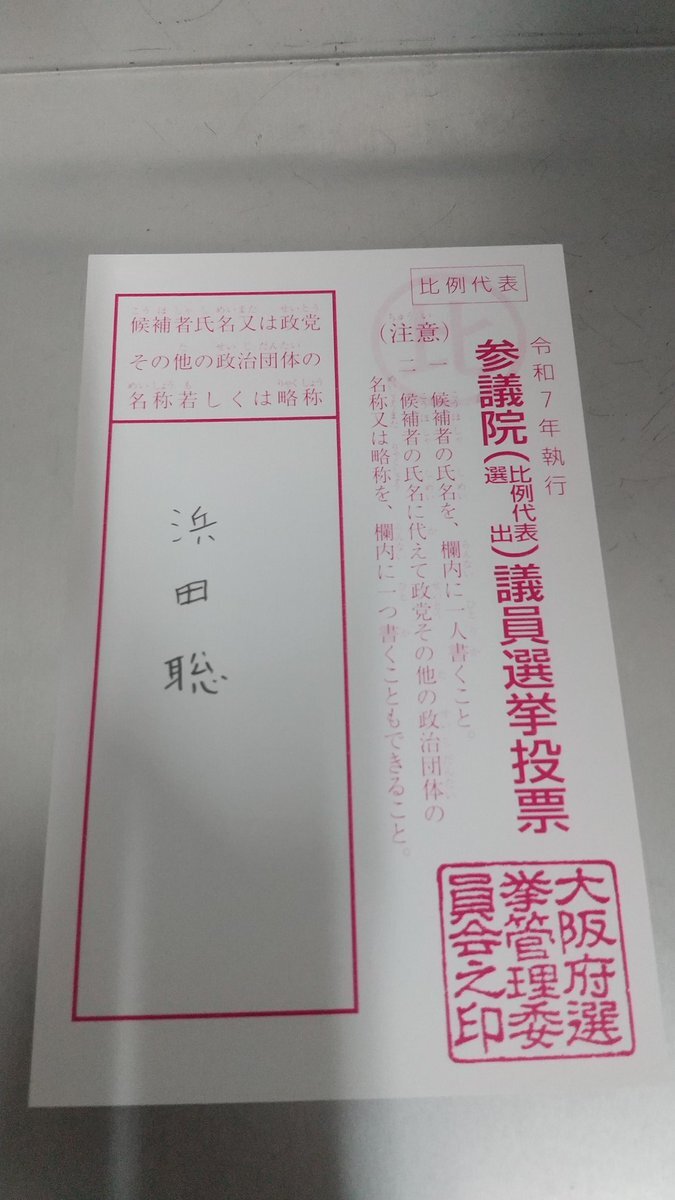 比例代表
令和7年執行
参議院（比例代表選出）議員選挙投票
（注意）
一 候補者の氏名を、欄内に一人書くこと。
二 候補者の氏名に代えて政党その他の政治団体の
名称又は略称を、欄内に一つ書くこともできること。
候補者氏名又は政党
その他の政治団体の
名称若しくは略称
浜田聡
大阪府選
挙管理委
員会之印